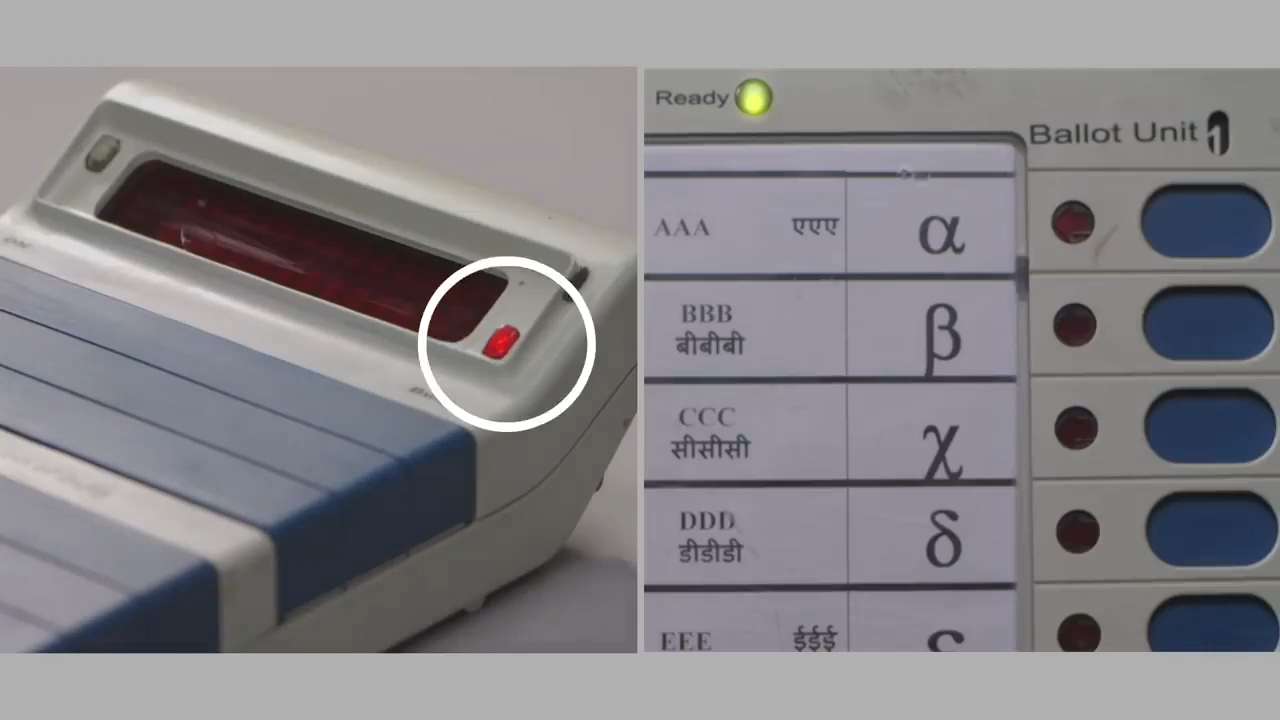 Ready
Ballot Unit 1
AAA एएए α
BBB
बीबीबी
β
CCC
सीसीसी
χ
DDD
डीडीडी
δ
EEE ईईई ε